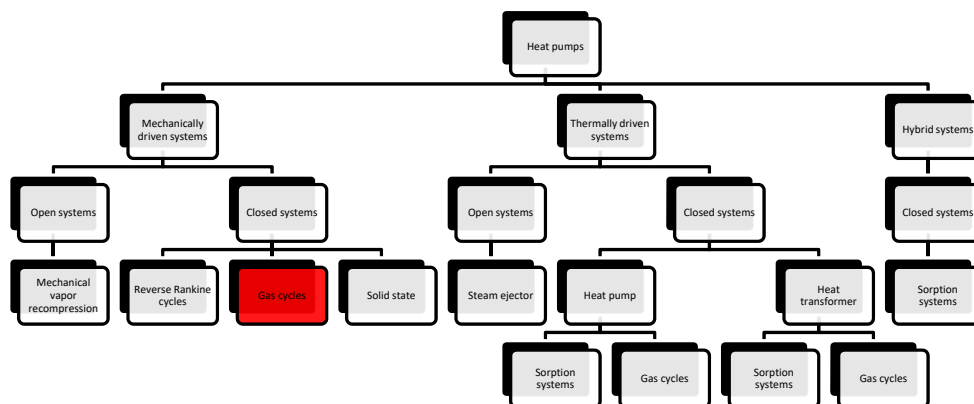 Heat pumps
Mechanically
driven systems
Thermally driven
systems
Hybrid systems
Open systems
Closed systems
Open systems
Closed systems
Closed systems
Mechanical
vapor
recompression
Reverse Rankine
cycles
Gas cycles
Solid state
Steam ejector
Heat pump
Heat
transformer
Sorption
systems
Sorption
systems
Gas cycles
Sorption
systems
Gas cycles